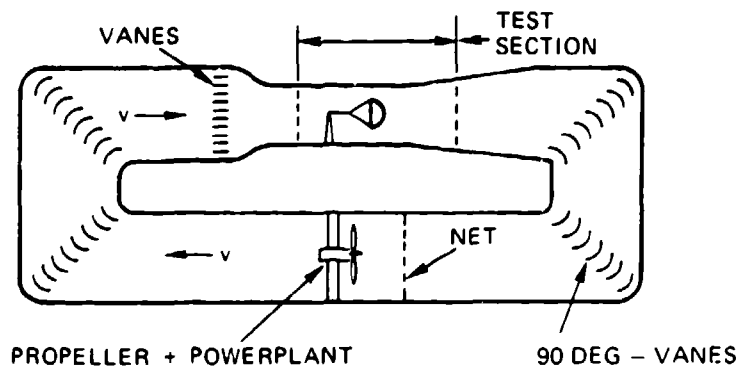 TEST
SECTION
VANES
v
NET
v
PROPELLER + POWERPLANT
90 DEG – VANES